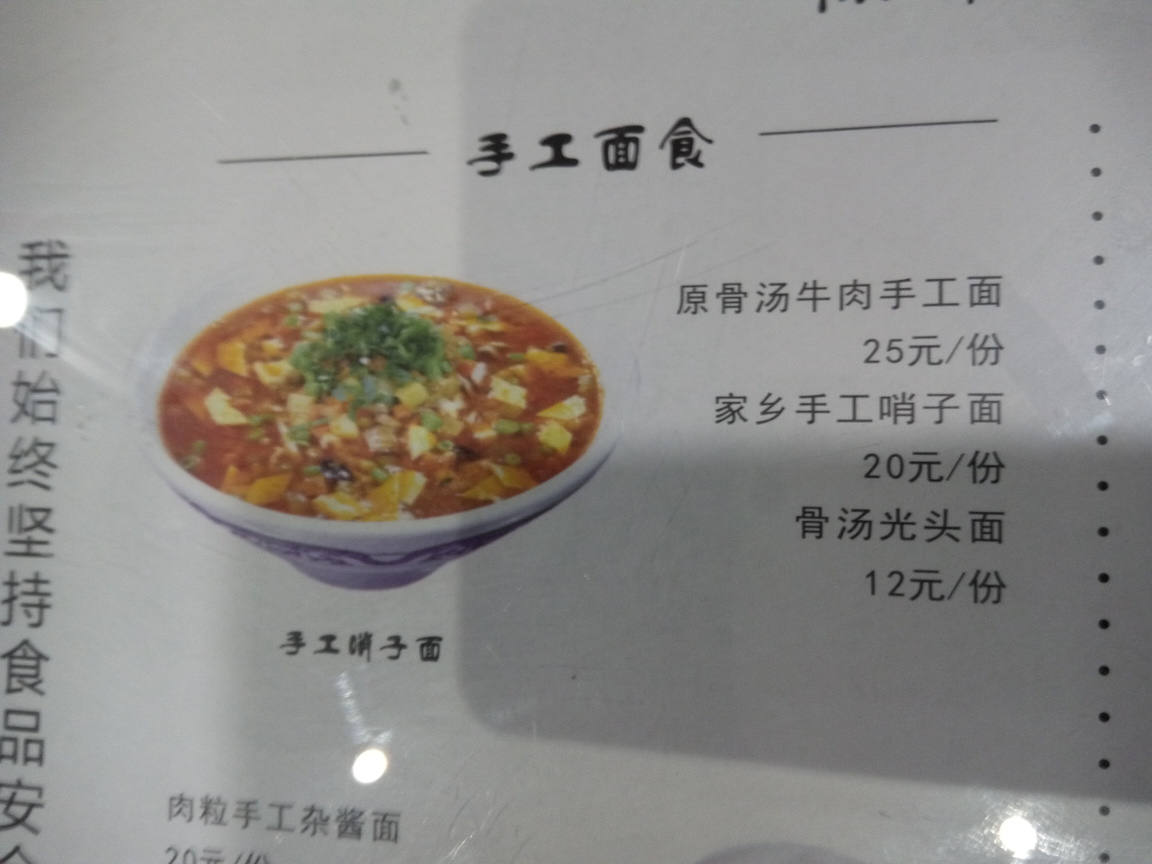 手工面食
原骨汤牛肉手工面
25元/份
家乡手工哨子面
20元/份
骨汤光头面
12元/份
手工哨子面
肉粒手工杂酱面
20元/份
我们始终坚持食品安